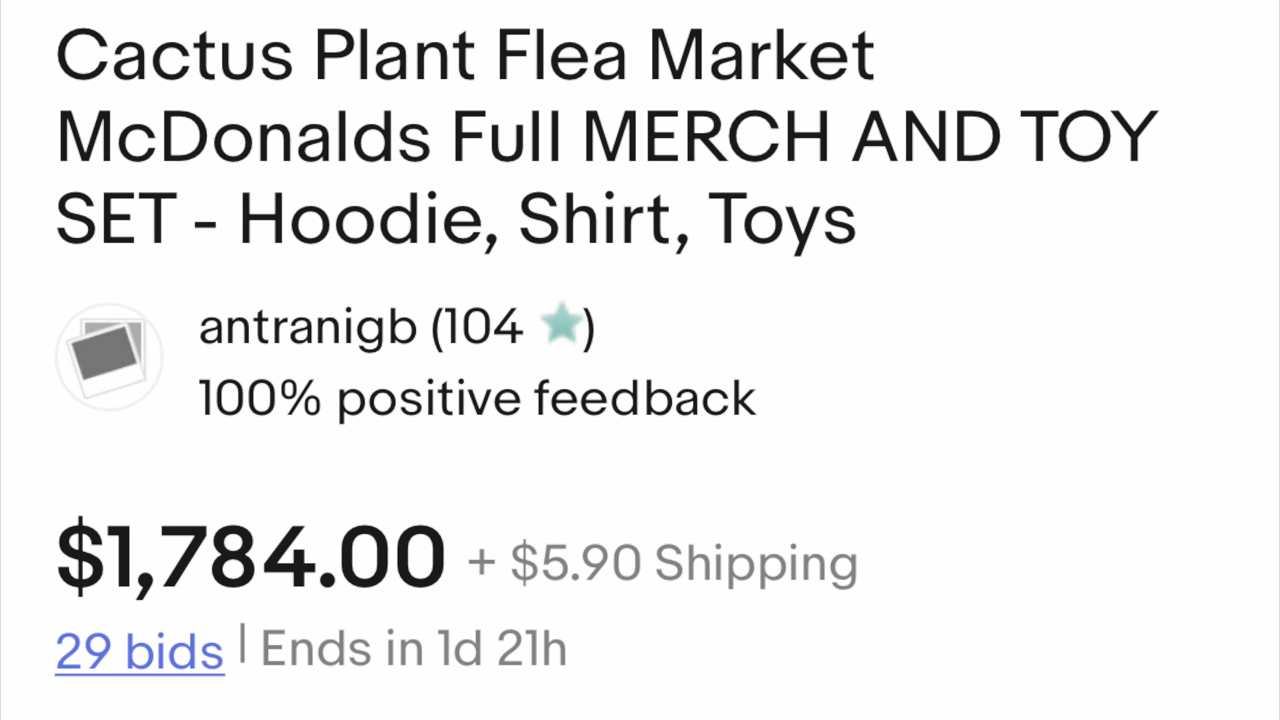 Cactus Plant Flea Market
McDonalds Full MERCH AND TOY
SET - Hoodie, Shirt, Toys
antranigb (104 ★)
100% positive feedback
$1,784.00 + $5.90 Shipping
29 bids | Ends in 1d 21h